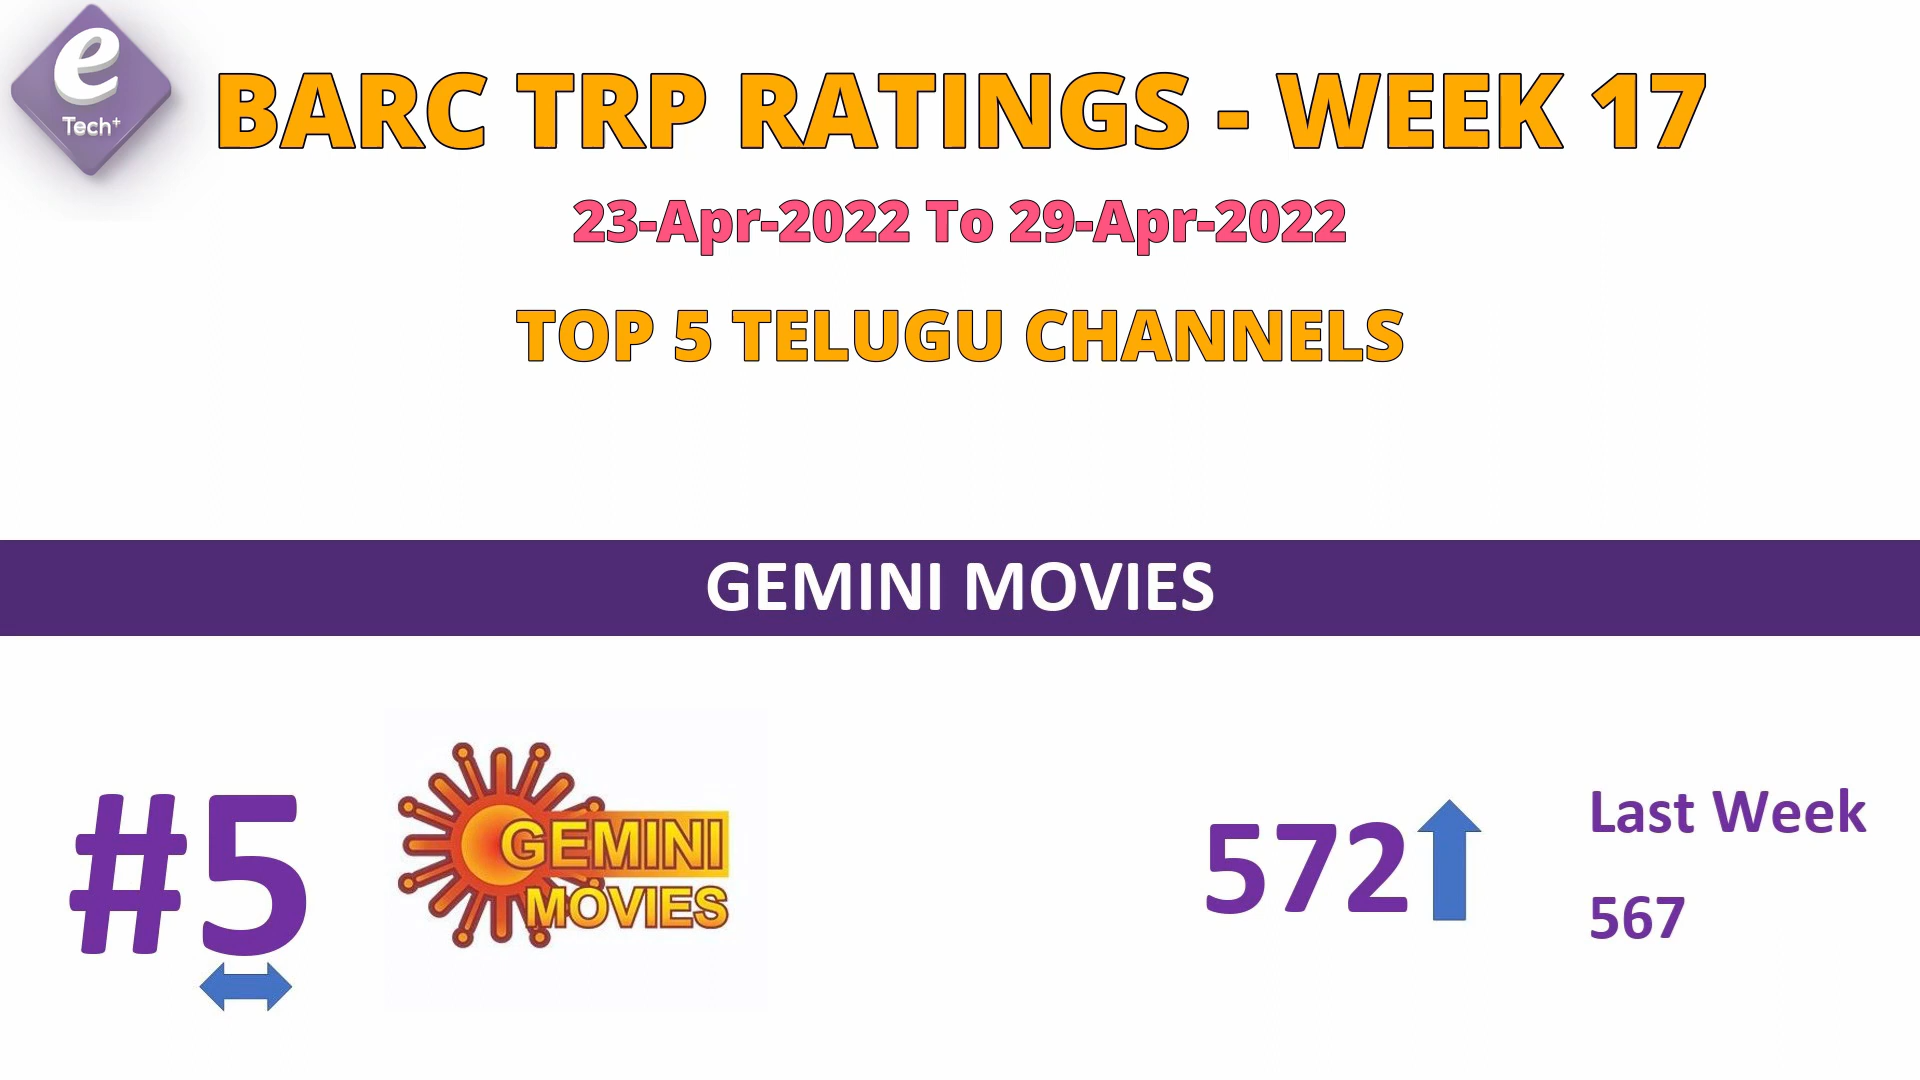 e
Tech+
BARC TRP RATINGS - WEEK 17
23-Apr-2022 To 29-Apr-2022
TOP 5 TELUGU CHANNELS
GEMINI MOVIES
#5
GEMINI
MOVIES
572
Last Week
567